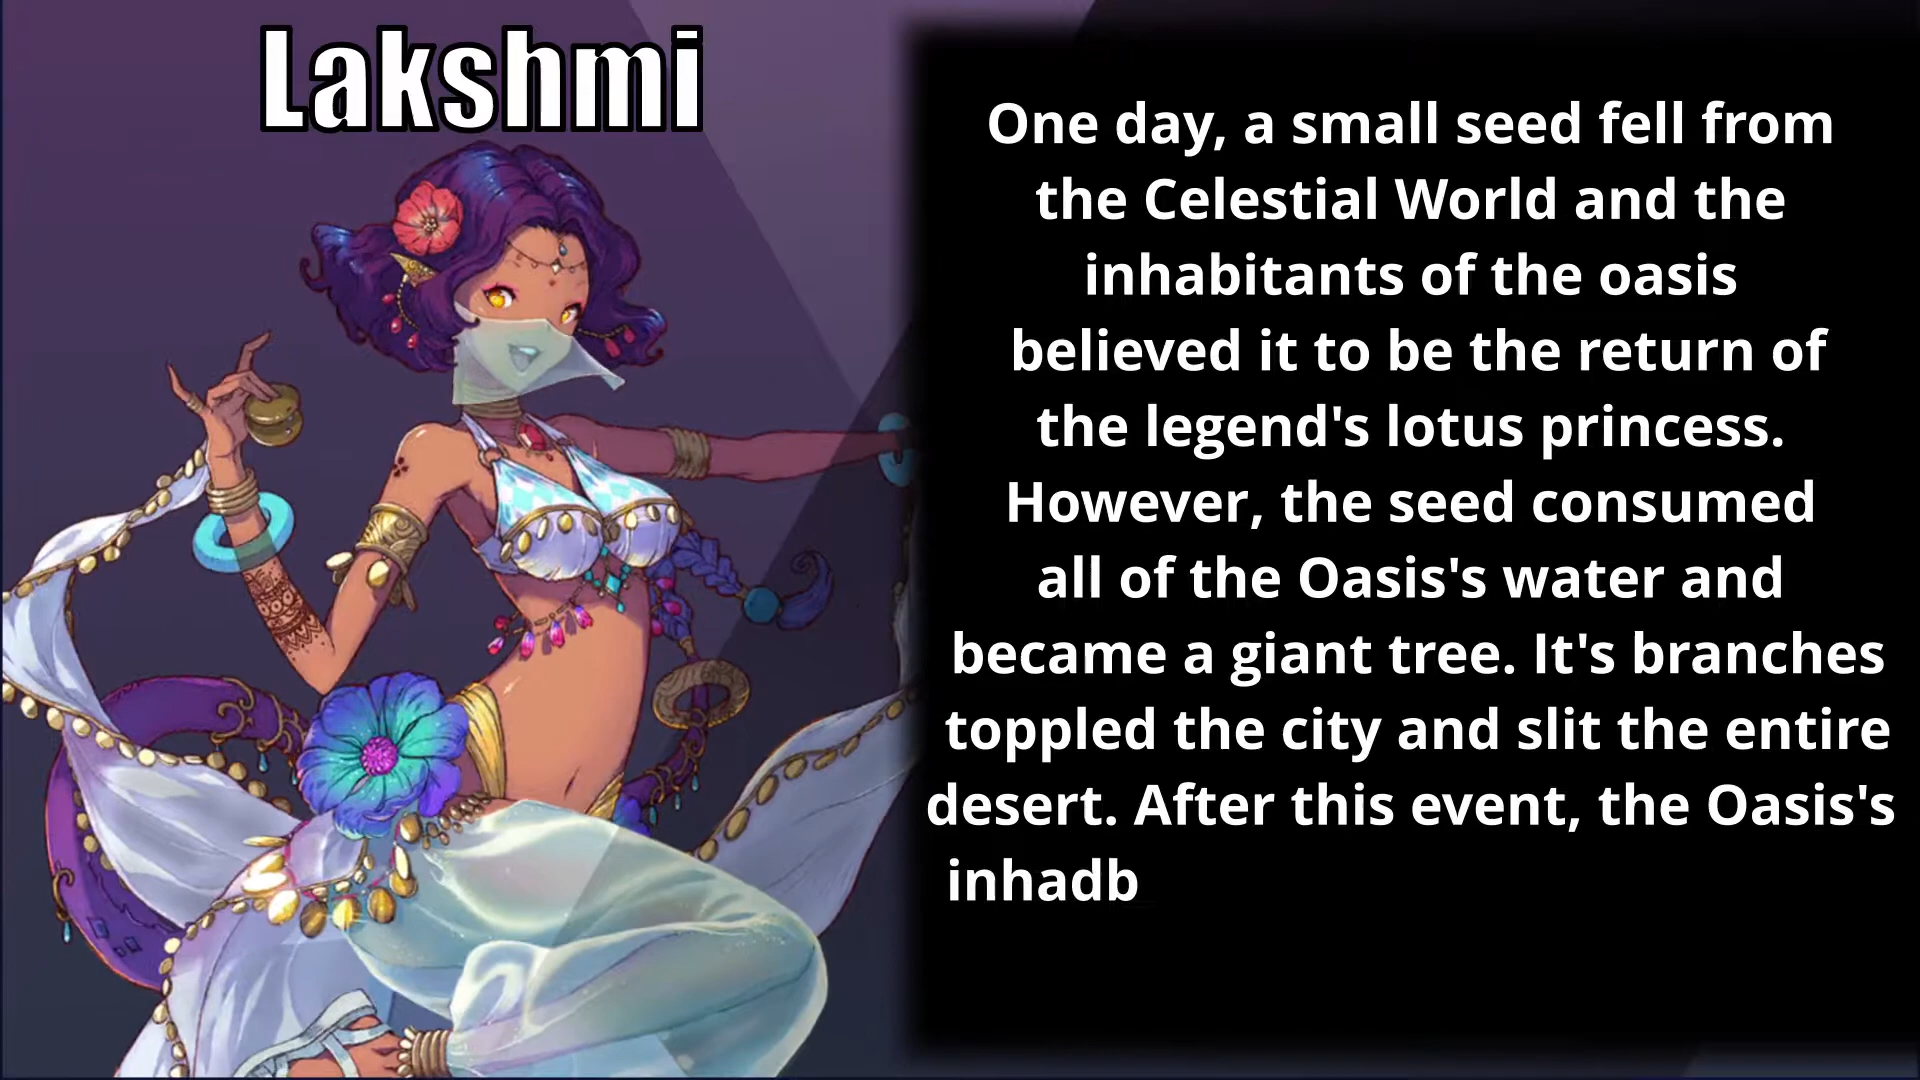 Lakshmi
One day, a small seed fell from
the Celestial World and the
inhabitants of the oasis
believed it to be the return of
the legend's lotus princess.
However, the seed consumed
all of the Oasis's water and
became a giant tree. It's branches
toppled the city and slit the entire
desert. After this event, the Oasis's
inhadb